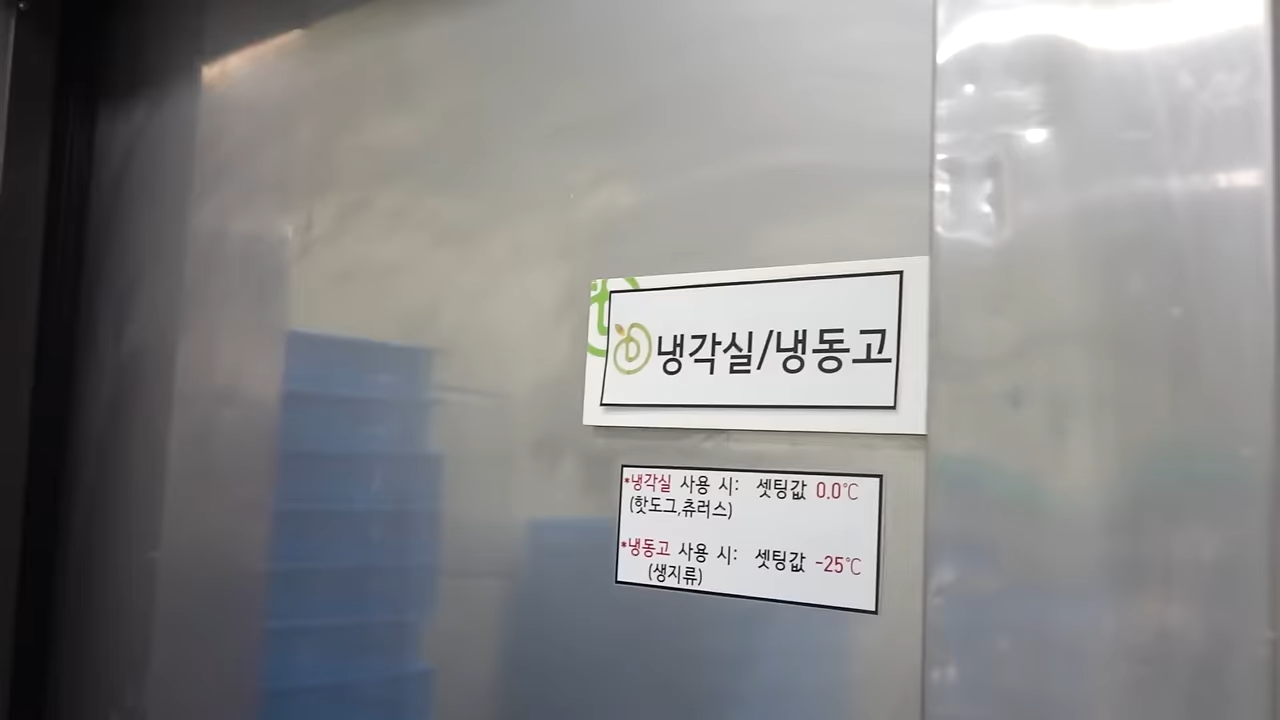 냉각실/냉동고
*냉각실 사용 시: 셋팅값 0.0℃
(핫도그,츄러스)
*냉동고 사용 시: 셋팅값 -25℃
(생지류)